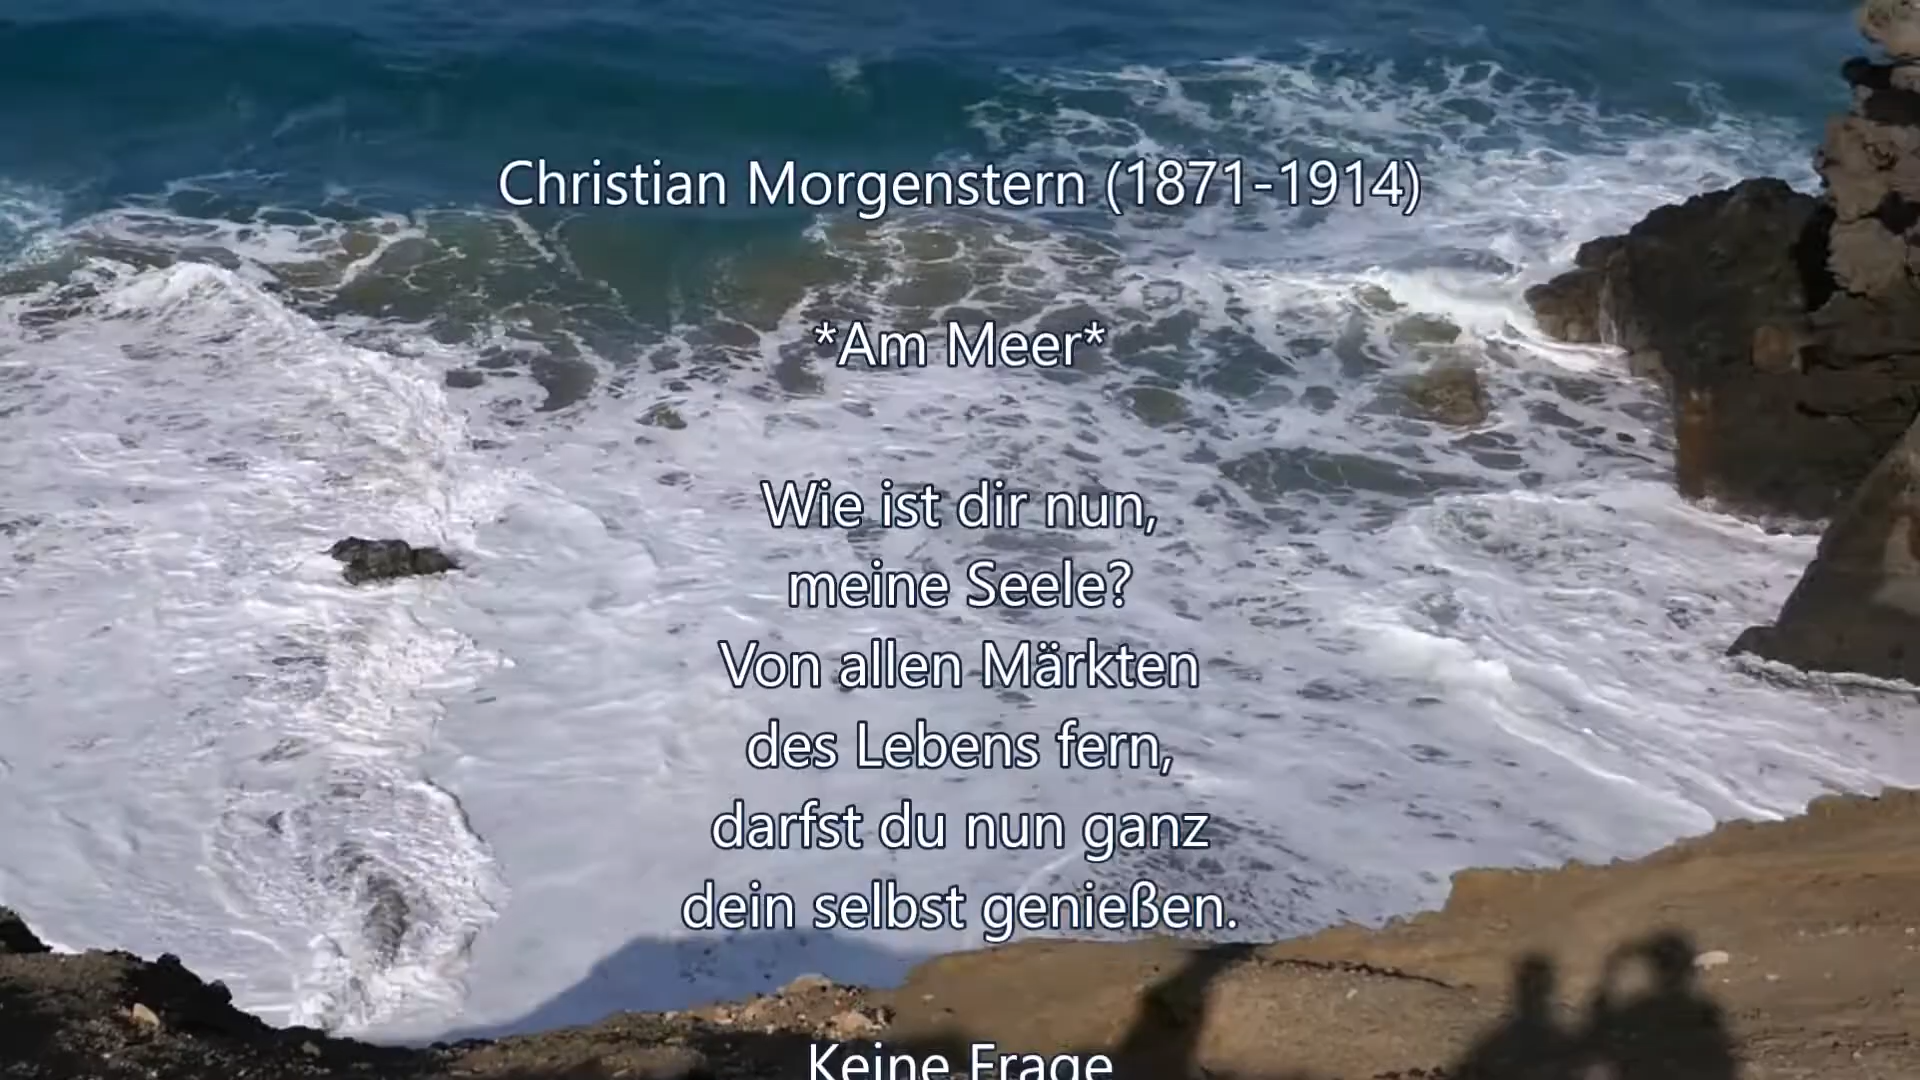 Christian Morgenstern (1871-1914)
*Am Meer*
Wie ist dir nun,
meine Seele?
Von allen Märkten
des Lebens fern,
darfst du nun ganz
dein selbst genießen.
Keine Frage